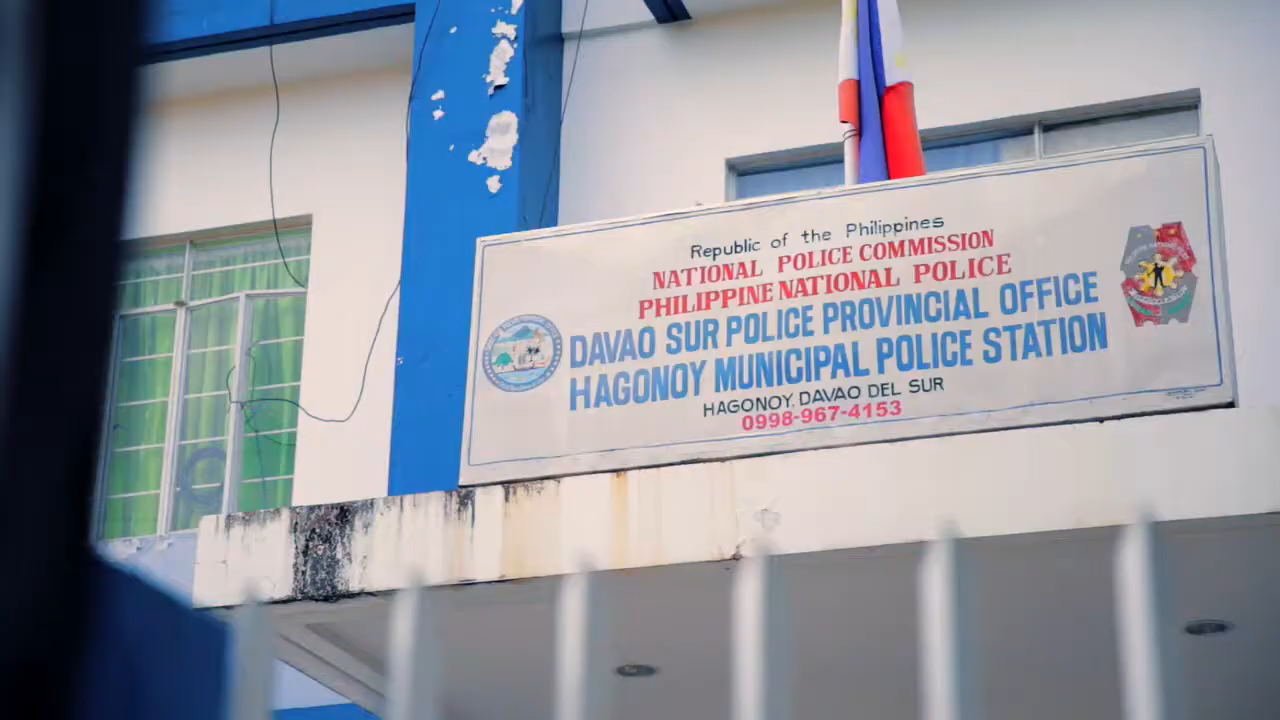 Republic of the Philippines
NATIONAL POLICE COMMISSION
PHILIPPINE NATIONAL POLICE
DAVAO SUR POLICE PROVINCIAL OFFICE
HAGONOY MUNICIPAL POLICE STATION
HAGONOY, DAVAO DEL SUR
0998-967-4153